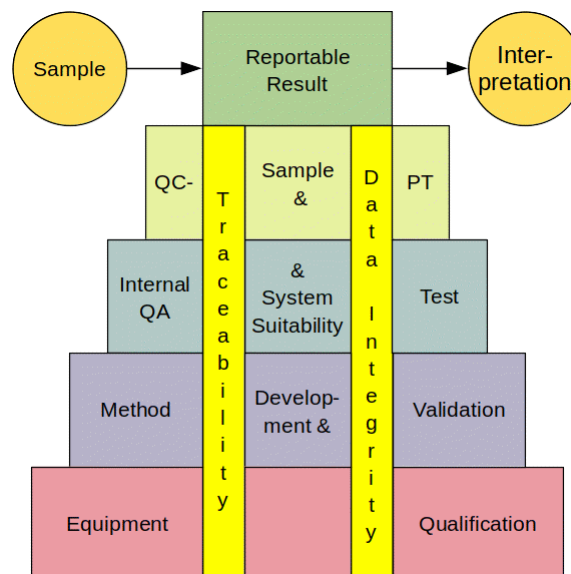 Sample
Reportable
Result
Inter-
pretation
QC-
Sample
&
PT
Internal
QA
&
System
Suitability
Test
Method
Develop-
ment &
Validation
Equipment
Qualification
Traceability
Data Integrity